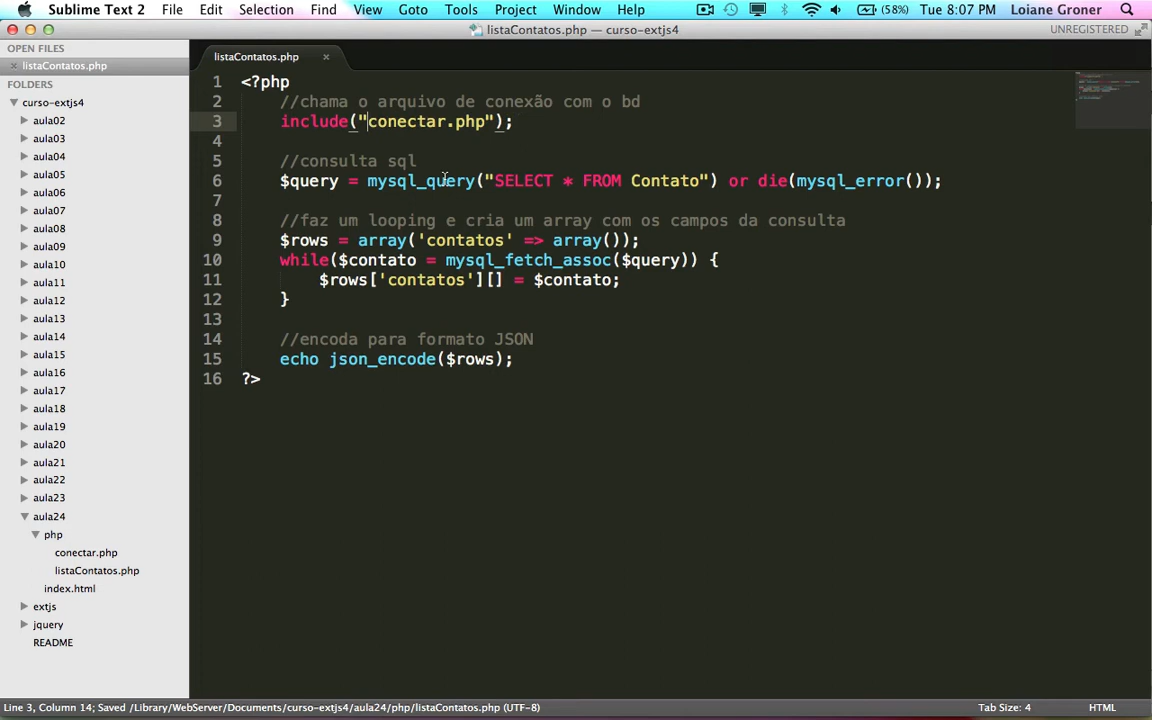 Sublime Text 2 File Edit Selection Find View Goto Tools Project Window Help (58%) Tue 8:07 PM Loiane Groner
listaContatos.php — curso-extjs4 UNREGISTERED
OPEN FILES
× listaContatos.php
FOLDERS
curso-extjs4
aula02
aula03
aula04
aula05
aula06
aula07
aula08
aula09
aula10
aula11
aula12
aula13
aula14
aula15
aula16
aula17
aula18
aula19
aula20
aula21
aula22
aula23
aula24
php
conectar.php
listaContatos.php
index.html
extjs
jquery
README
listaContatos.php ×
1 <?php
2 //chama o arquivo de conexão com o bd
3 include("conectar.php");
4
5 //consulta sql
6 $query = mysql_query("SELECT * FROM Contato") or die(mysql_error());
7
8 //faz um looping e cria um array com os campos da consulta
9 $rows = array('contatos' => array());
10 while($contato = mysql_fetch_assoc($query)) {
11 $rows['contatos'][] = $contato;
12 }
13
14 //encoda para formato JSON
15 echo json_encode($rows);
16 ?>
Line 3, Column 14; Saved /Library/WebServer/Documents/curso-extjs4/aula24/php/listaContatos.php (UTF-8) Tab Size: 4 HTML